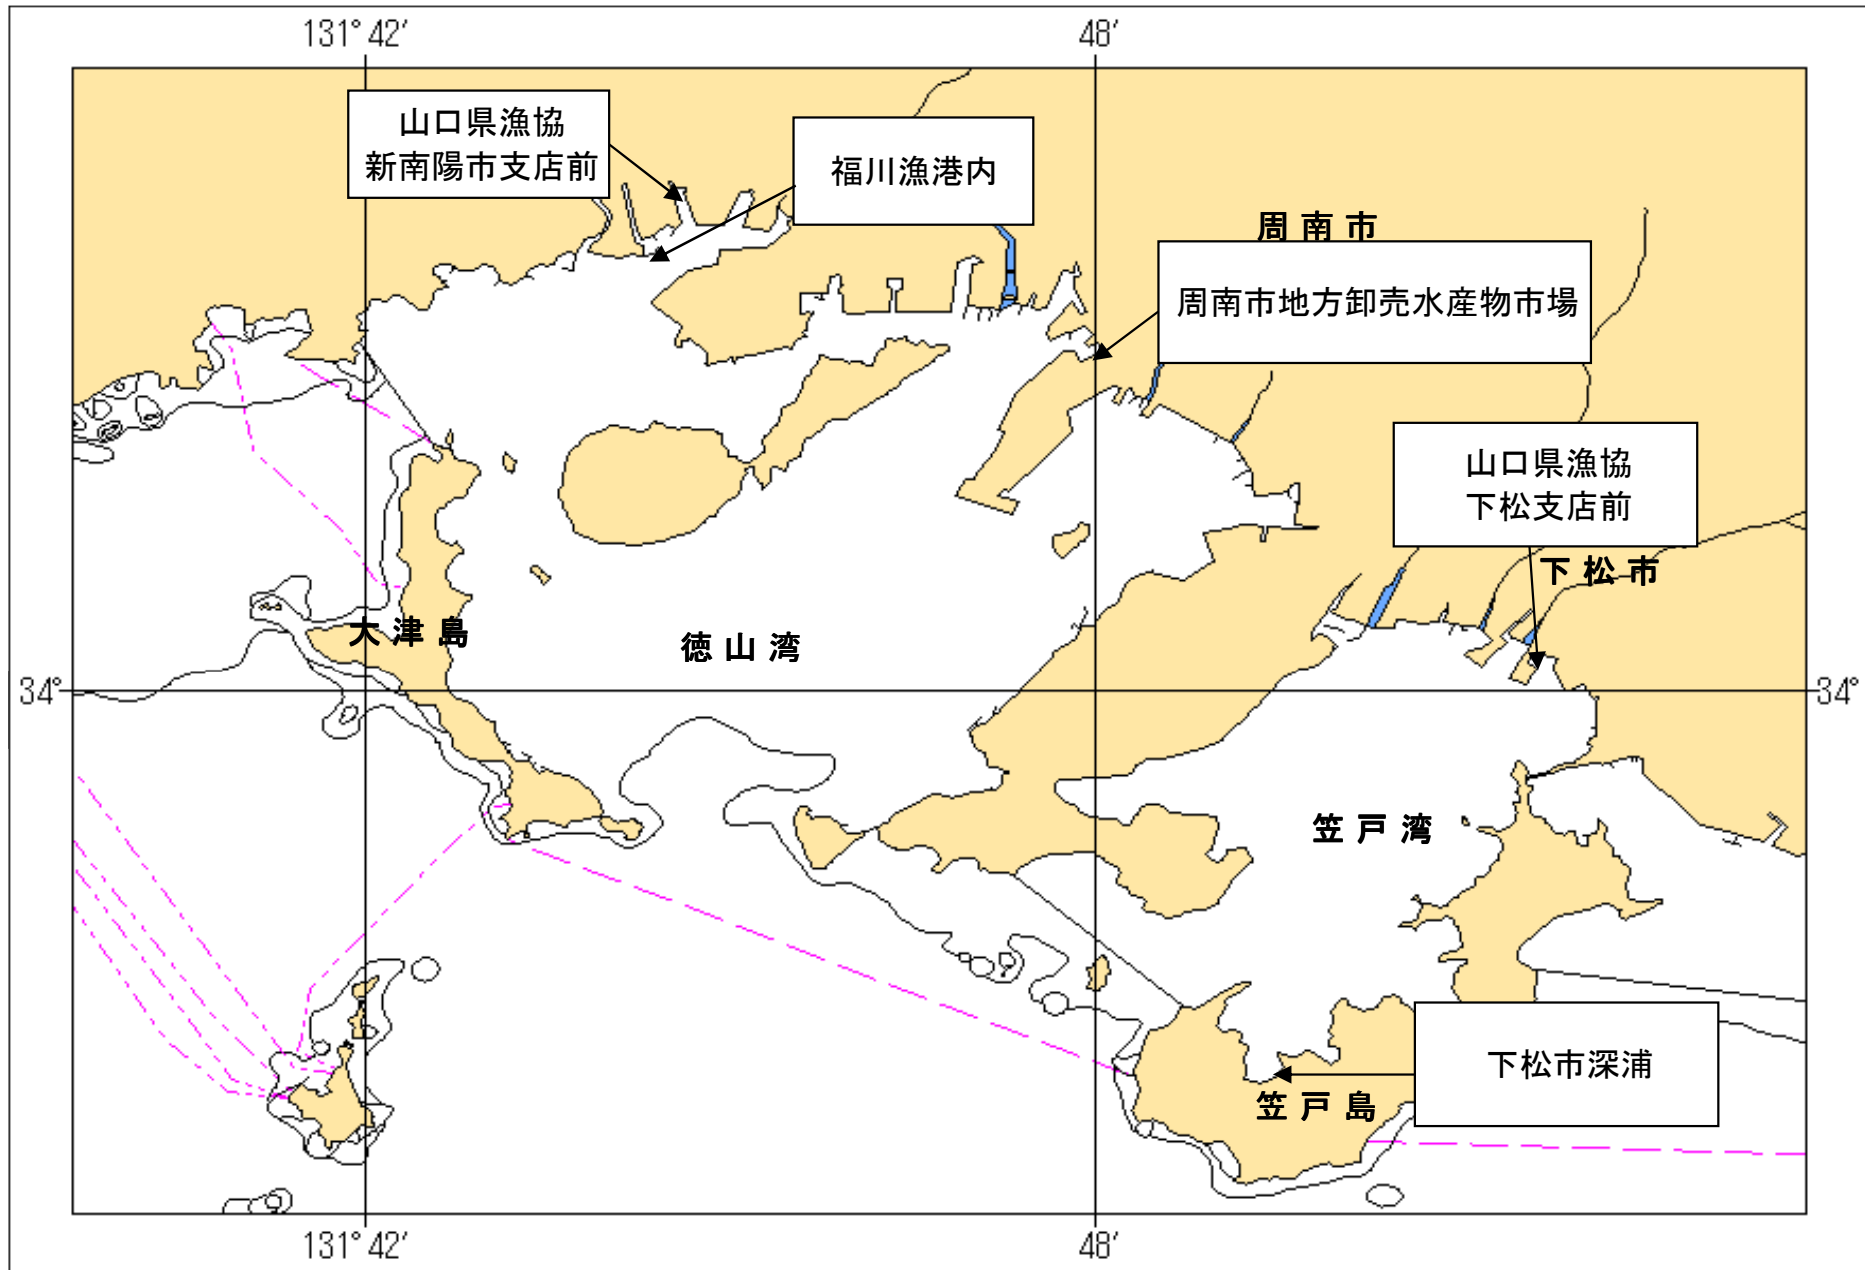 131°42′
48′
山口県漁協
新南陽市支店前
福川漁港内
周南市
周南市地方卸売水産物市場
山口県漁協
下松支店前
下松市
大津島
徳山湾
34°
34°
笠戸湾
下松市深浦
笠戸島
131°42′
48′